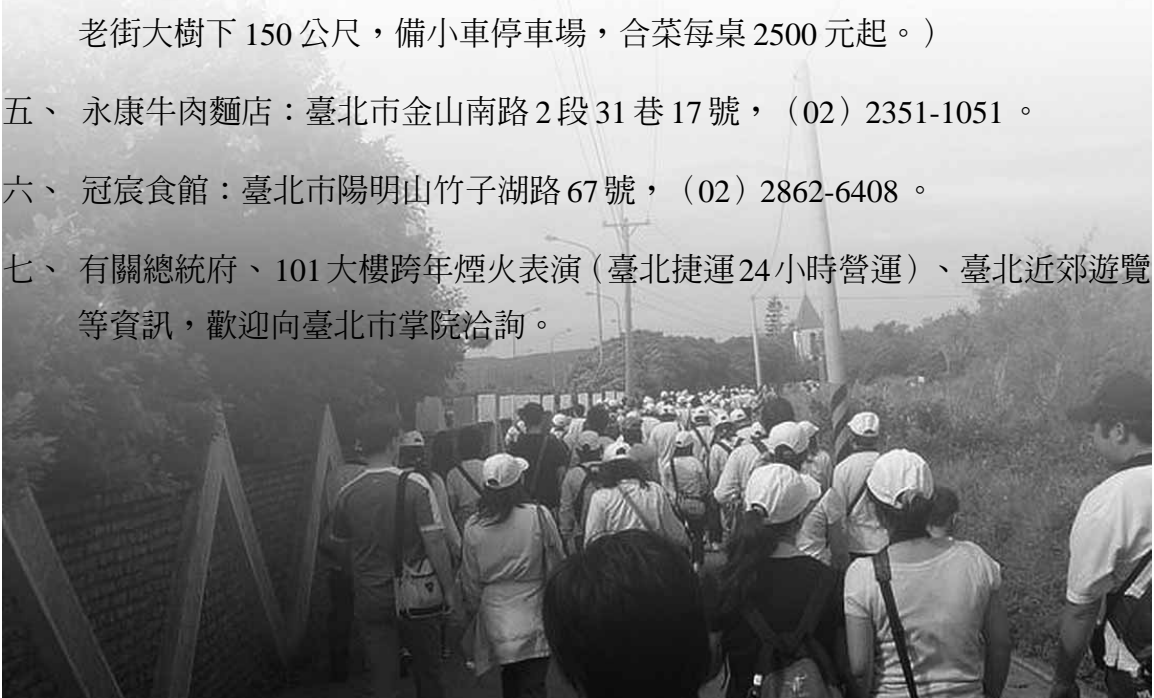 老街大樹下 150 公尺，備小車停車場，合菜每桌 2500 元起。）
五、 永康牛肉麵店：臺北市金山南路 2 段 31 巷 17 號，（02）2351-1051 。
六、 冠宸食館：臺北市陽明山竹子湖路 67 號，（02）2862-6408 。
七、 有關總統府、101 大樓跨年煙火表演（臺北捷運 24 小時營運）、臺北近郊遊覽
等資訊，歡迎向臺北市掌院洽詢。